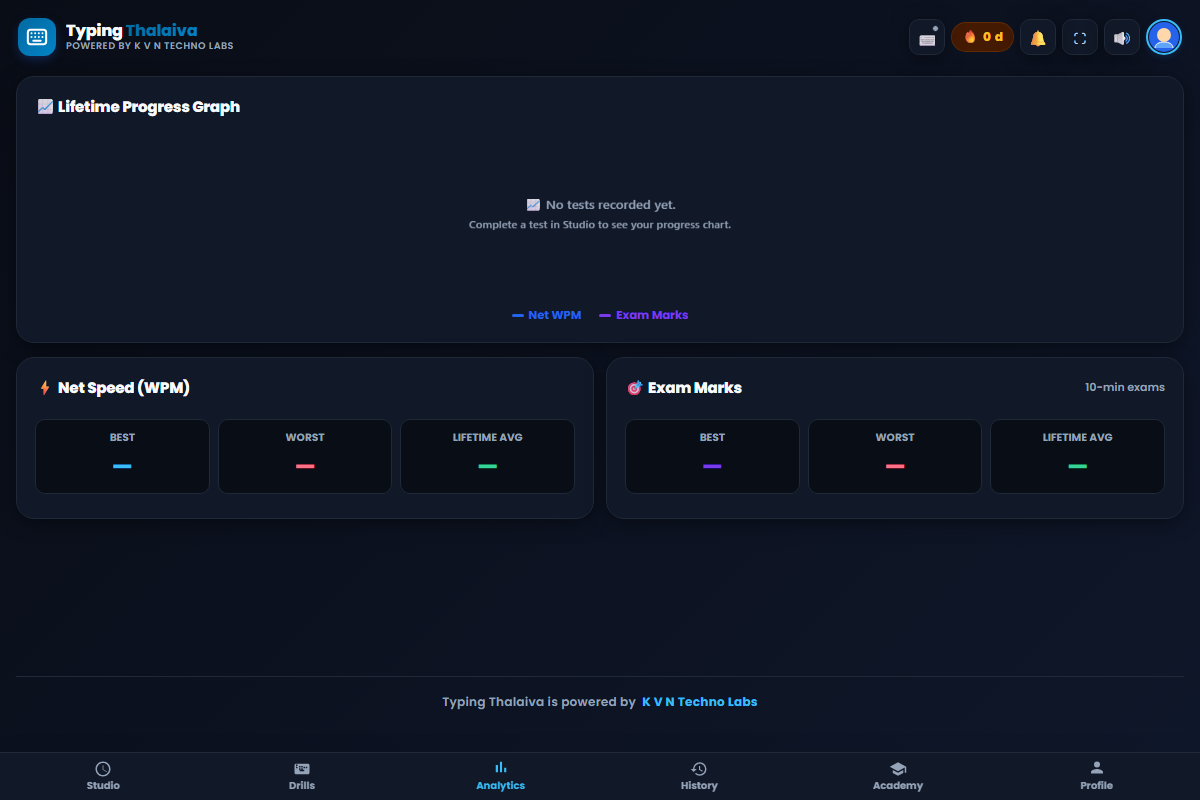 Typing Thalaiva
POWERED BY K V N TECHNO LABS
0 d
Lifetime Progress Graph
No tests recorded yet.
Complete a test in Studio to see your progress chart.
Net WPM Exam Marks
Net Speed (WPM)
BEST WORST LIFETIME AVG
— — —
Exam Marks 10-min exams
BEST WORST LIFETIME AVG
— — —
Typing Thalaiva is powered by K V N Techno Labs
Studio Drills Analytics History Academy Profile